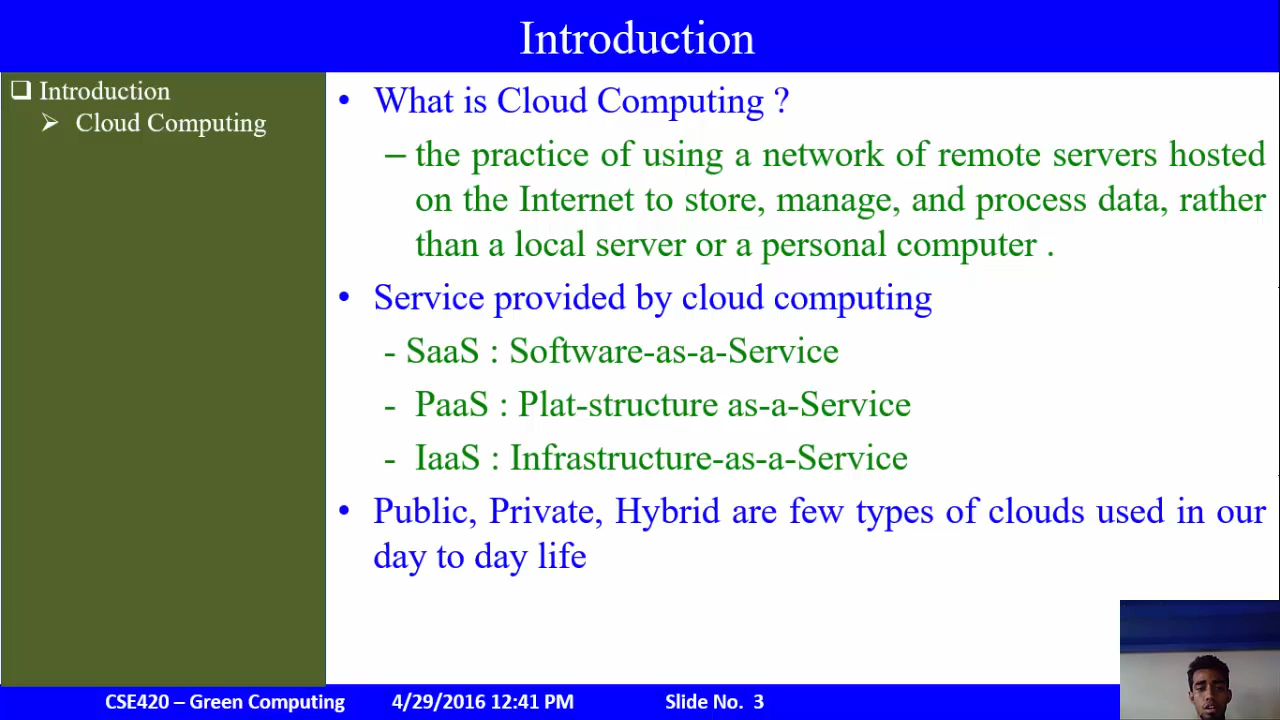 Introduction
Introduction
Cloud Computing
• What is Cloud Computing ?
– the practice of using a network of remote servers hosted
on the Internet to store, manage, and process data, rather
than a local server or a personal computer .
• Service provided by cloud computing
- SaaS : Software-as-a-Service
- PaaS : Plat-structure as-a-Service
- IaaS : Infrastructure-as-a-Service
• Public, Private, Hybrid are few types of clouds used in our
day to day life
CSE420 – Green Computing 4/29/2016 12:41 PM Slide No. 3